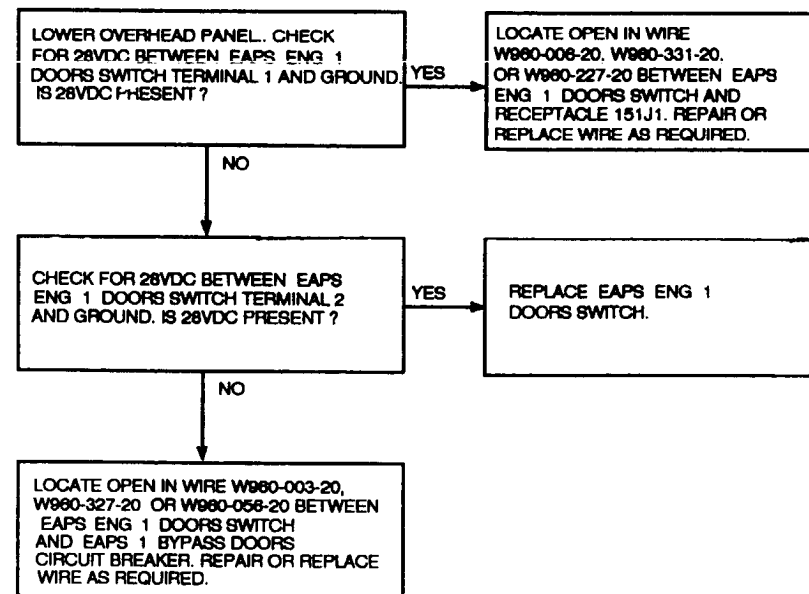 LOWER OVERHEAD PANEL. CHECK
FOR 28VDC BETWEEN EAPS ENG 1
DOORS SWITCH TERMINAL 1 AND GROUND.
IS 28VDC PRESENT ?
YES
LOCATE OPEN IN WIRE
W960-006-20, W960-331-20,
OR W960-227-20 BETWEEN EAPS
ENG 1 DOORS SWITCH AND
RECEPTACLE 151J1. REPAIR OR
REPLACE WIRE AS REQUIRED.
NO
CHECK FOR 28VDC BETWEEN EAPS
ENG 1 DOORS SWITCH TERMINAL 2
AND GROUND. IS 28VDC PRESENT ?
YES
REPLACE EAPS ENG 1
DOORS SWITCH.
NO
LOCATE OPEN IN WIRE W960-003-20,
W960-327-20 OR W960-056-20 BETWEEN
EAPS ENG 1 DOORS SWITCH
AND EAPS 1 BYPASS DOORS
CIRCUIT BREAKER. REPAIR OR REPLACE
WIRE AS REQUIRED.